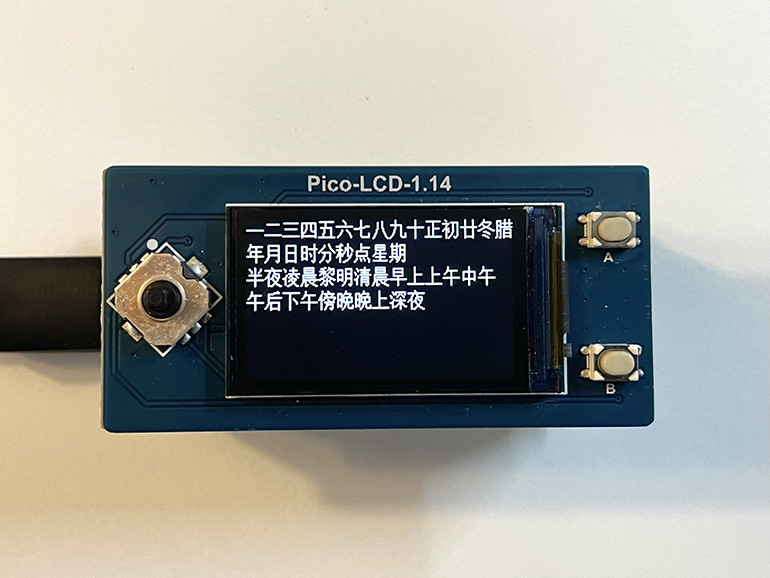 Pico-LCD-1.14
一二三四五六七八九十正初廿冬腊
年月日时分秒点星期
半夜凌晨黎明清晨早上上午中午
午后下午傍晚晚上深夜
A
B